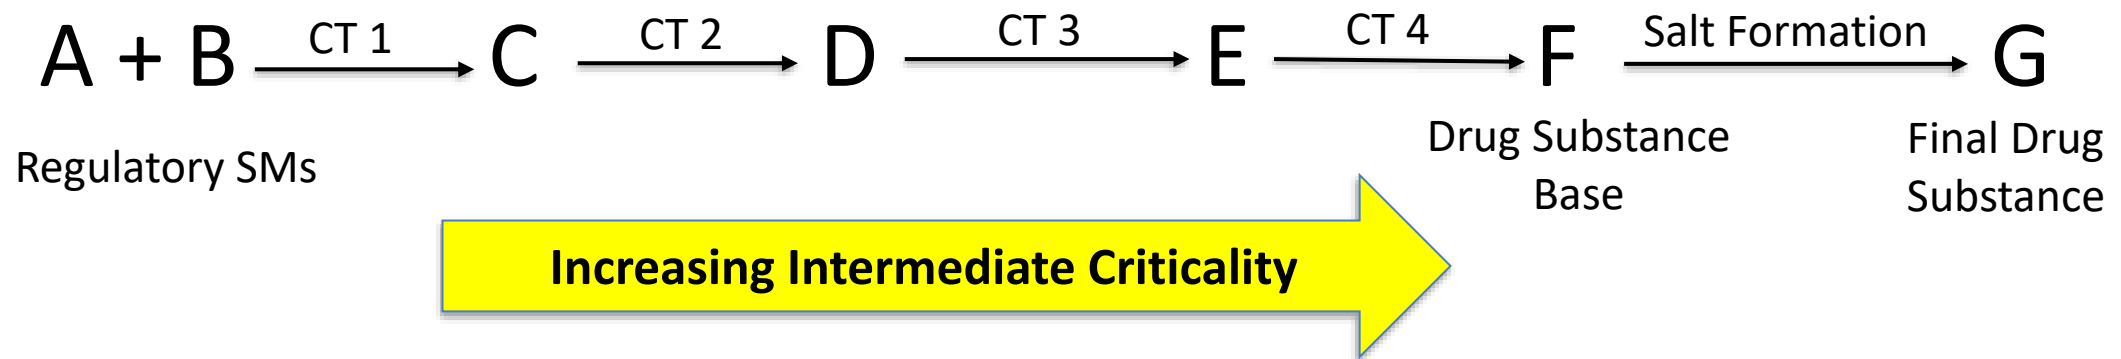 CT 1 CT 2 CT 3 CT 4 Salt Formation
A + B C D E F G
Regulatory SMs
Drug Substance
Base
Final Drug
Substance
Increasing Intermediate Criticality